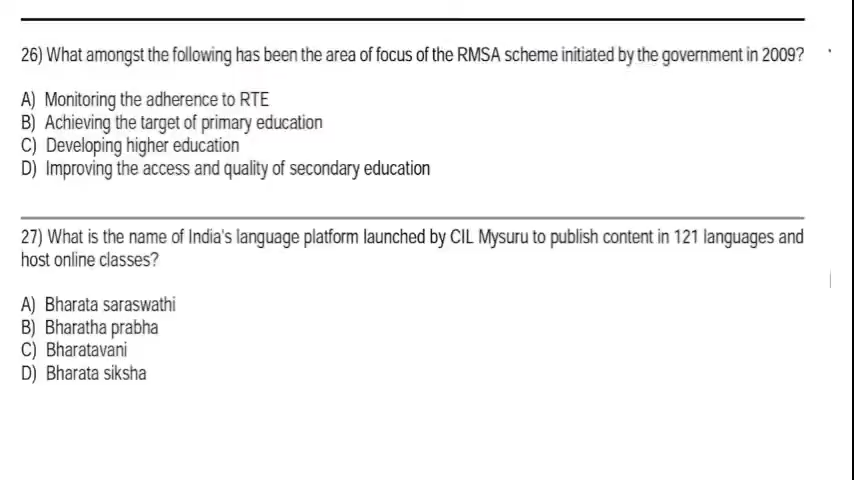 26) What amongst the following has been the area of focus of the RMSA scheme initiated by the government in 2009?
A) Monitoring the adherence to RTE
B) Achieving the target of primary education
C) Developing higher education
D) Improving the access and quality of secondary education
27) What is the name of India's language platform launched by CIL Mysuru to publish content in 121 languages and
host online classes?
A) Bharata saraswathi
B) Bharatha prabha
C) Bharatavani
D) Bharata siksha